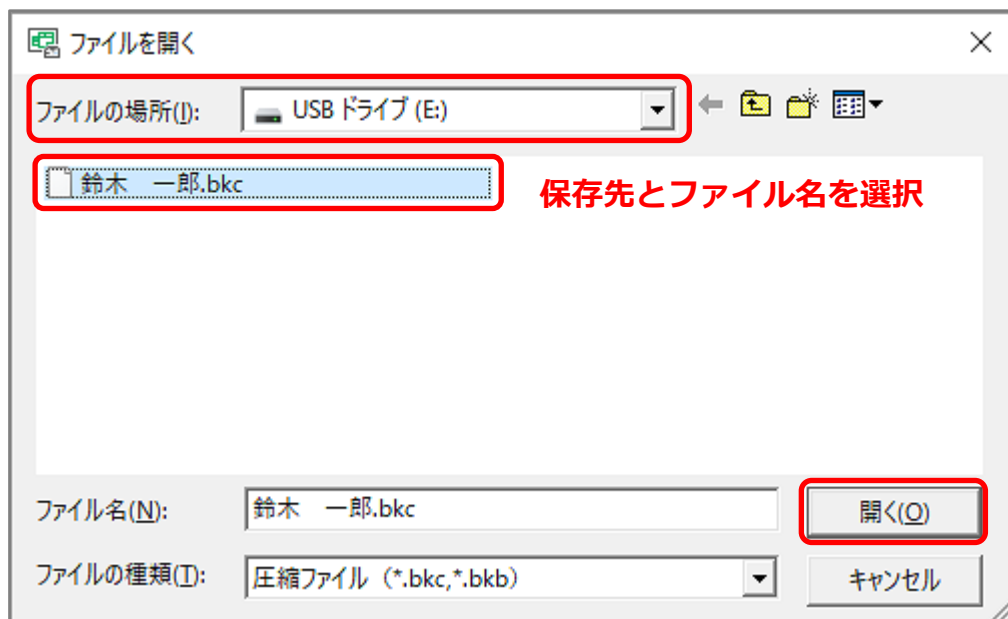 ファイルを開く
ファイルの場所(I):
USB ドライブ (E:)
鈴木　一郎.bkc
保存先とファイル名を選択
ファイル名(N):
鈴木　一郎.bkc
開く(O)
ファイルの種類(T):
圧縮ファイル（*.bkc,*.bkb）
キャンセル